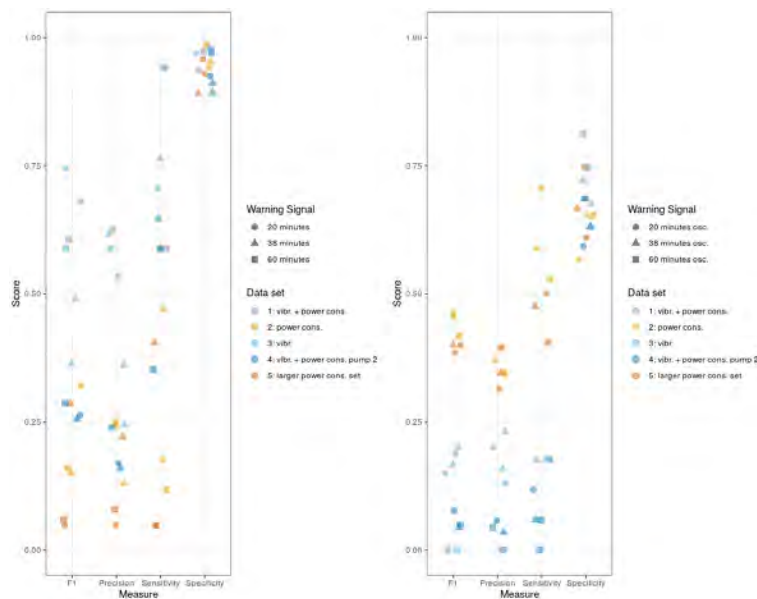 1.00
0.75
0.50
0.25
0.00
Score
F1 Precision Sensitivity Specificity
Measure
Warning Signal
20 minutes
38 minutes
60 minutes
Data set
1: vibr. + power cons.
2: power cons.
3: vibr
4: vibr. + power cons. pump 2
5: larger power cons. set
1.00
0.75
0.50
0.25
0.00
Score
F1 Precision Sensitivity Specificity
Measure
Warning Signal
20 minutes osc.
38 minutes osc.
60 minutes osc.
Data set
1: vibr. + power cons.
2: power cons.
3: vibr
4: vibr. + power cons. pump 2
5: larger power cons. set